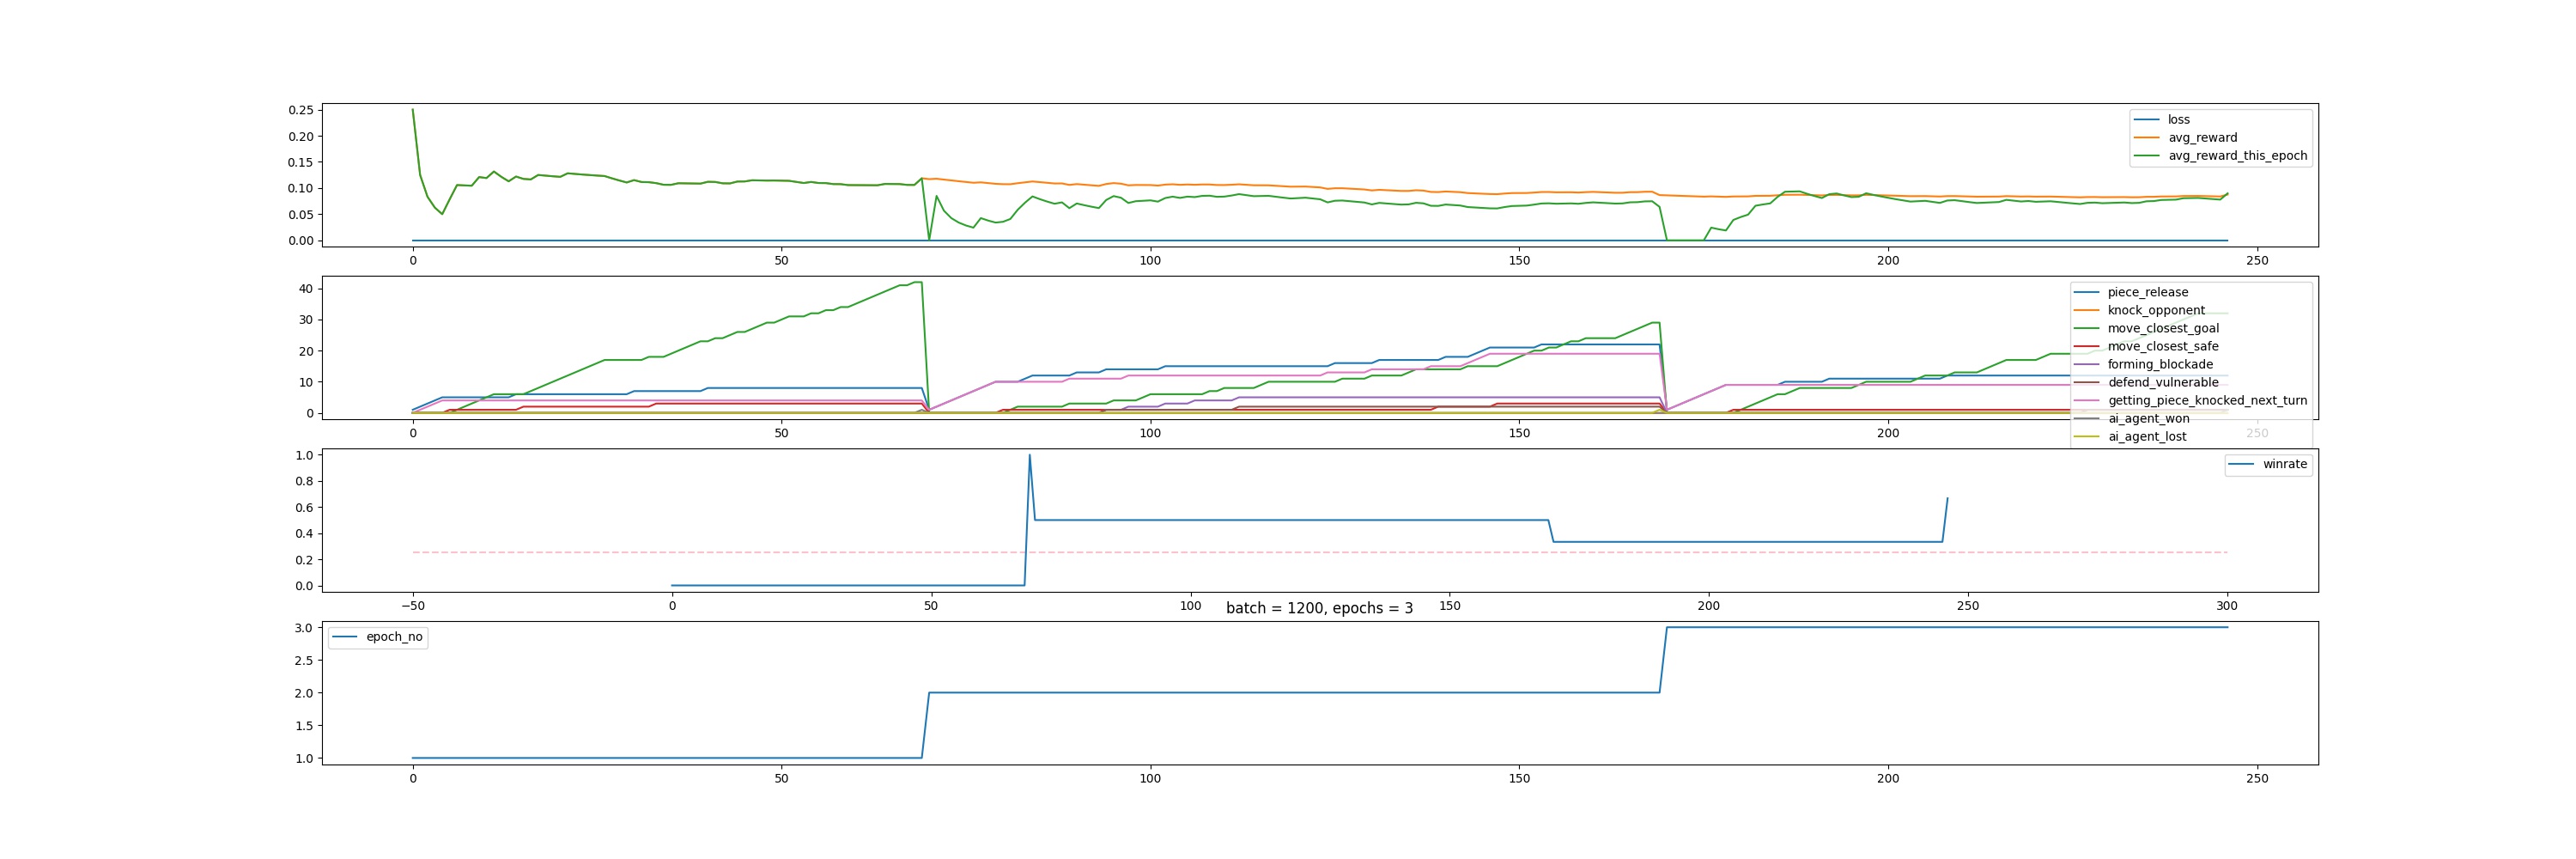 0.25
0.20
0.15
0.10
0.05
0.00
loss
avg_reward
avg_reward_this_epoch
0 50 100 150 200 250
40
30
20
10
0
piece_release
knock_opponent
move_closest_goal
move_closest_safe
forming_blockade
defend_vulnerable
getting_piece_knocked_next_turn
ai_agent_won
ai_agent_lost
0 50 100 150 200 250
1.0
0.8
0.6
0.4
0.2
0.0
winrate
−50 0 50 100 150 200 250 300
batch = 1200, epochs = 3
3.0
2.5
2.0
1.5
1.0
epoch_no
0 50 100 150 200 250